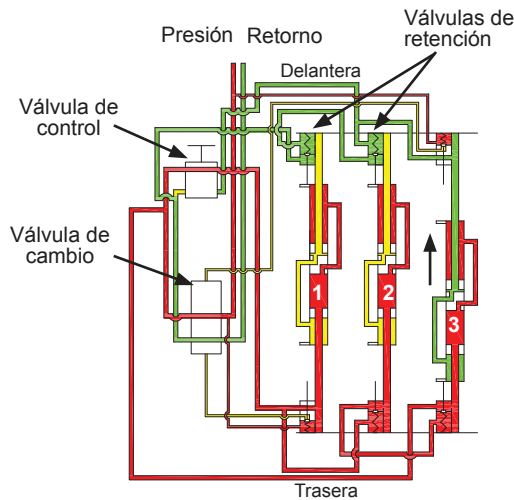 Presión Retorno
Válvulas de
retención
Delantera
Válvula de
control
Válvula de
cambio
1
2
3
Trasera